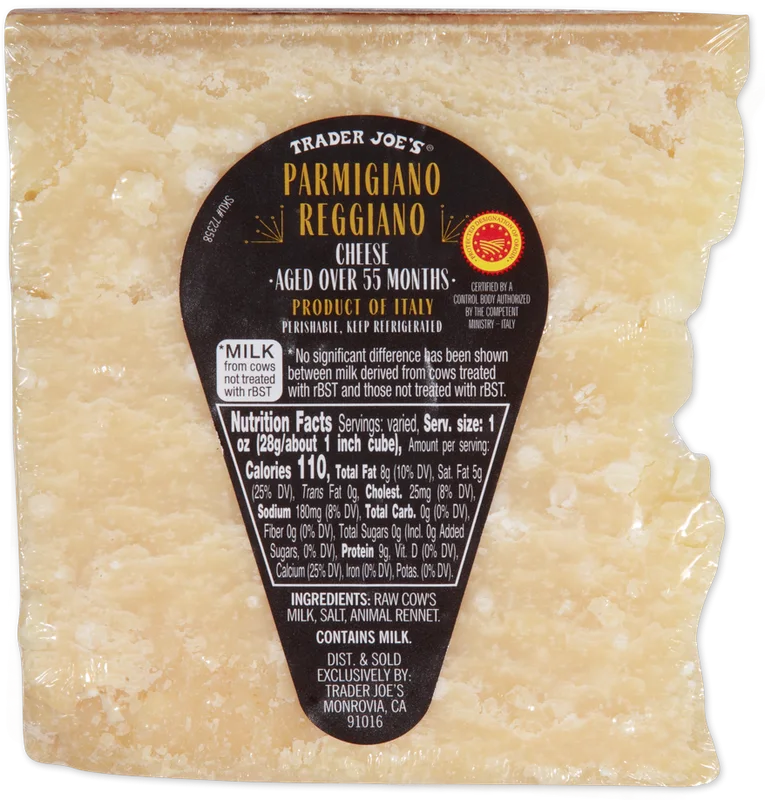 TRADER JOE'S®
PARMIGIANO
REGGIANO
SKU# 72358
CHEESE
·AGED OVER 55 MONTHS·
PRODUCT OF ITALY
PERISHABLE, KEEP REFRIGERATED
PROTECTED DESIGNATION OF ORIGIN
CERTIFIED BY A
CONTROL BODY AUTHORIZED
BY THE COMPETENT
MINISTRY - ITALY
*MILK
from cows
not treated
with rBST
*No significant difference has been shown
between milk derived from cows treated
with rBST and those not treated with rBST.
Nutrition Facts Servings: varied, Serv. size: 1
oz (28g/about 1 inch cube), Amount per serving:
Calories 110, Total Fat 8g (10% DV), Sat. Fat 5g
(25% DV), Trans Fat 0g, Cholest. 25mg (8% DV),
Sodium 180mg (8% DV), Total Carb. 0g (0% DV),
Fiber 0g (0% DV), Total Sugars 0g (Incl. 0g Added
Sugars, 0% DV), Protein 9g, Vit. D (0% DV),
Calcium (25% DV), Iron (0% DV), Potas. (0% DV).
INGREDIENTS: RAW COW'S
MILK, SALT, ANIMAL RENNET.
CONTAINS MILK.
DIST. & SOLD
EXCLUSIVELY BY:
TRADER JOE'S
MONROVIA, CA
91016